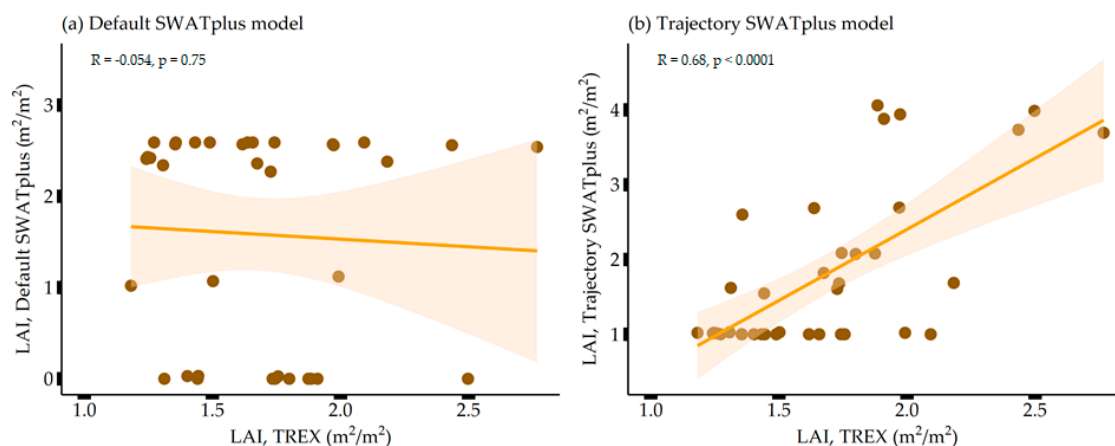 (a) Default SWATplus model
R = -0.054, p = 0.75
LAI, Default SWATplus (m²/m²)
3
2
1
0
1.0 1.5 2.0 2.5
LAI, TREX (m²/m²)
(b) Trajectory SWATplus model
R = 0.68, p < 0.0001
LAI, Trajectory SWATplus (m²/m²)
4
3
2
1
1.0 1.5 2.0 2.5
LAI, TREX (m²/m²)